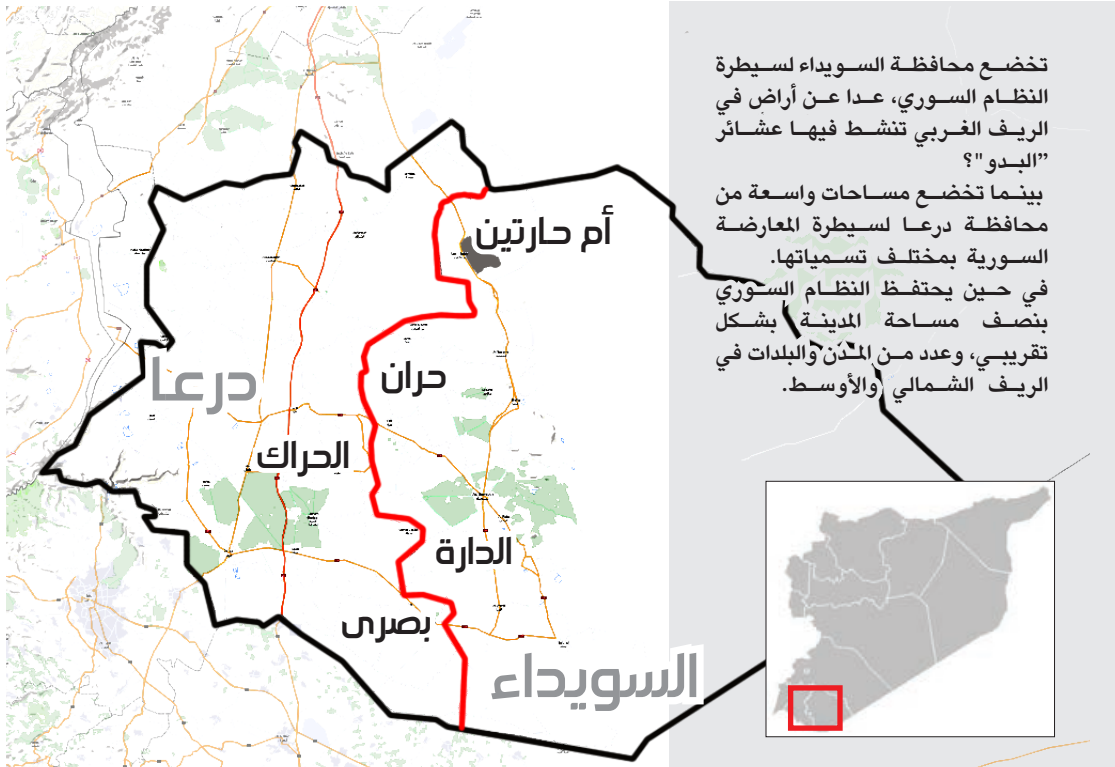 تخضع محافظة السويداء لسيطرة
النظام السوري، عدا عن أراضٍ في
الريف الغربي تنشط فيها عشائر
”البدو"؟
بينما تخضع مساحات واسعة من
محافظة درعا لسيطرة المعارضة
السورية بمختلف تسمياتها.
في حين يحتفظ النظام السوري
بنصف مساحة المدينة بشكل
تقريبي، وعدد من المدن والبلدات في
الريف الشمالي والأوسط.
أم حارتين
درعا
حران
الحراك
الدارة
بصرى
السويداء